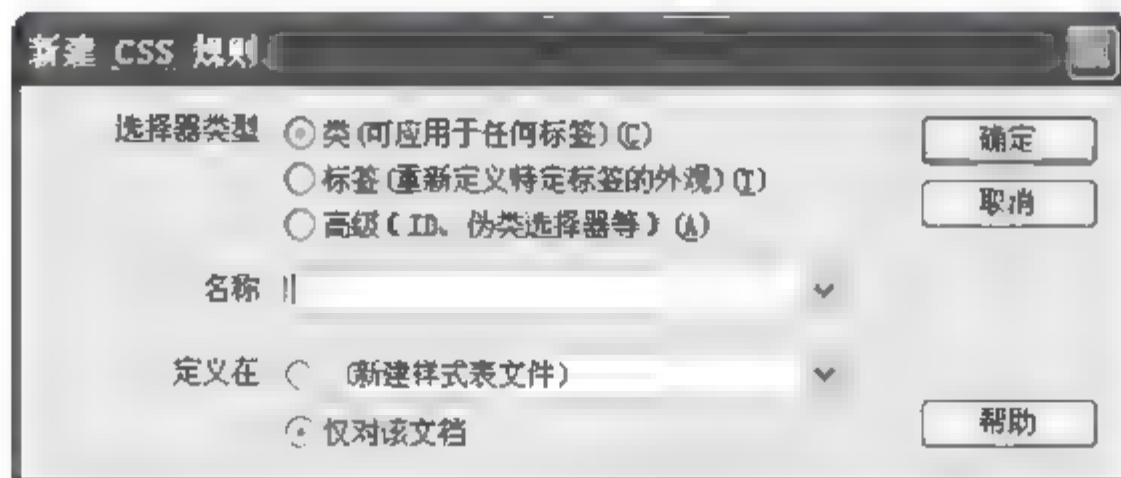 新建 CSS 规则
选择器类型 类(可应用于任何标签)(C) 确定
标签(重新定义特定标签的外观)(T) 取消
高级(ID、伪类选择器等)(A)
名称
定义在 (新建样式表文件)
仅对该文档 帮助